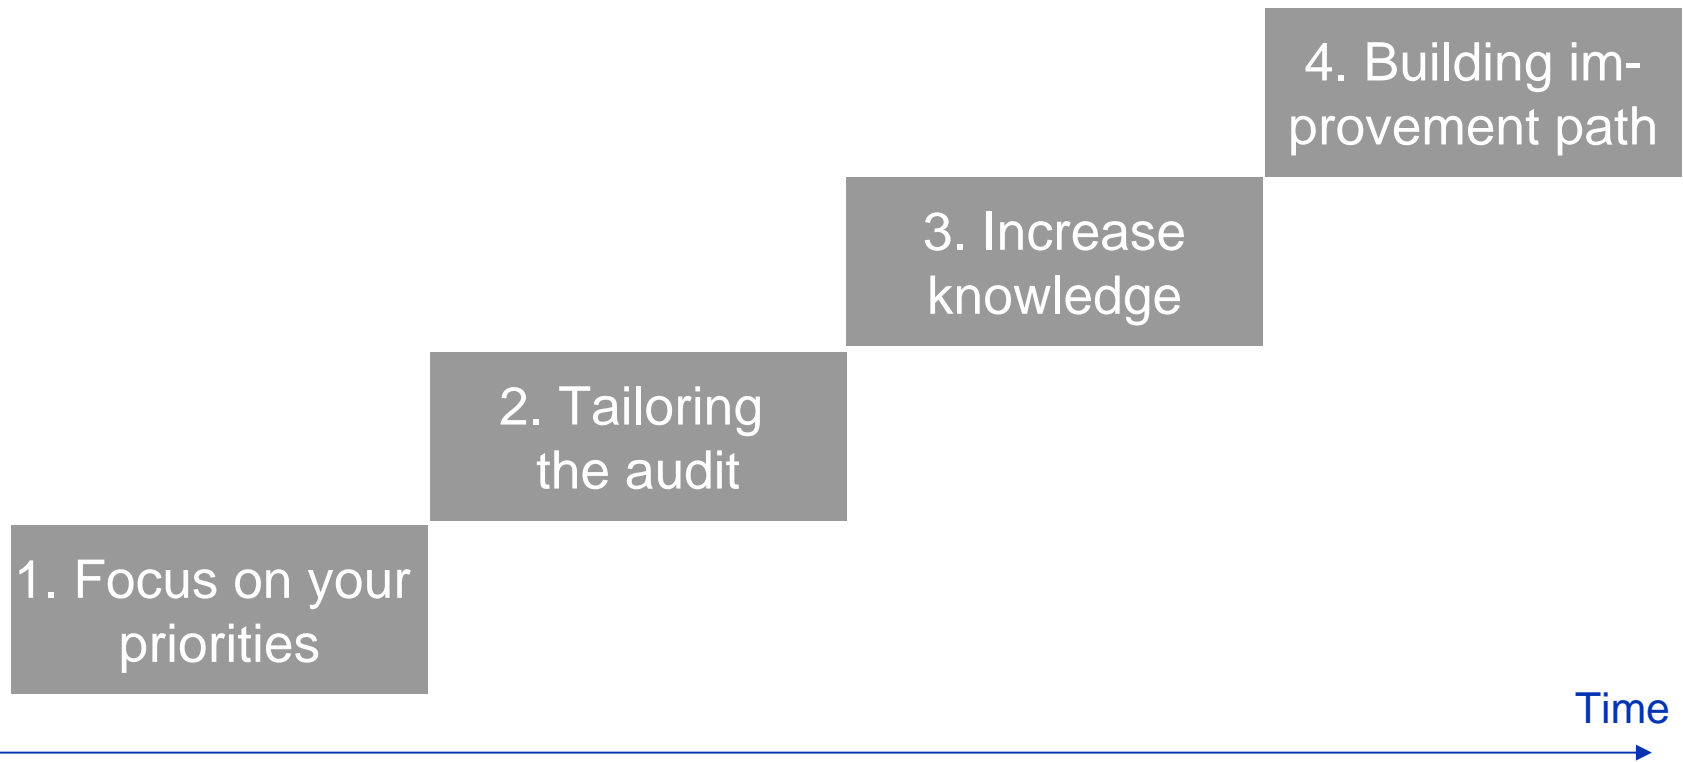 4. Building im-
provement path
3. Increase
knowledge
2. Tailoring
the audit
1. Focus on your
priorities
Time